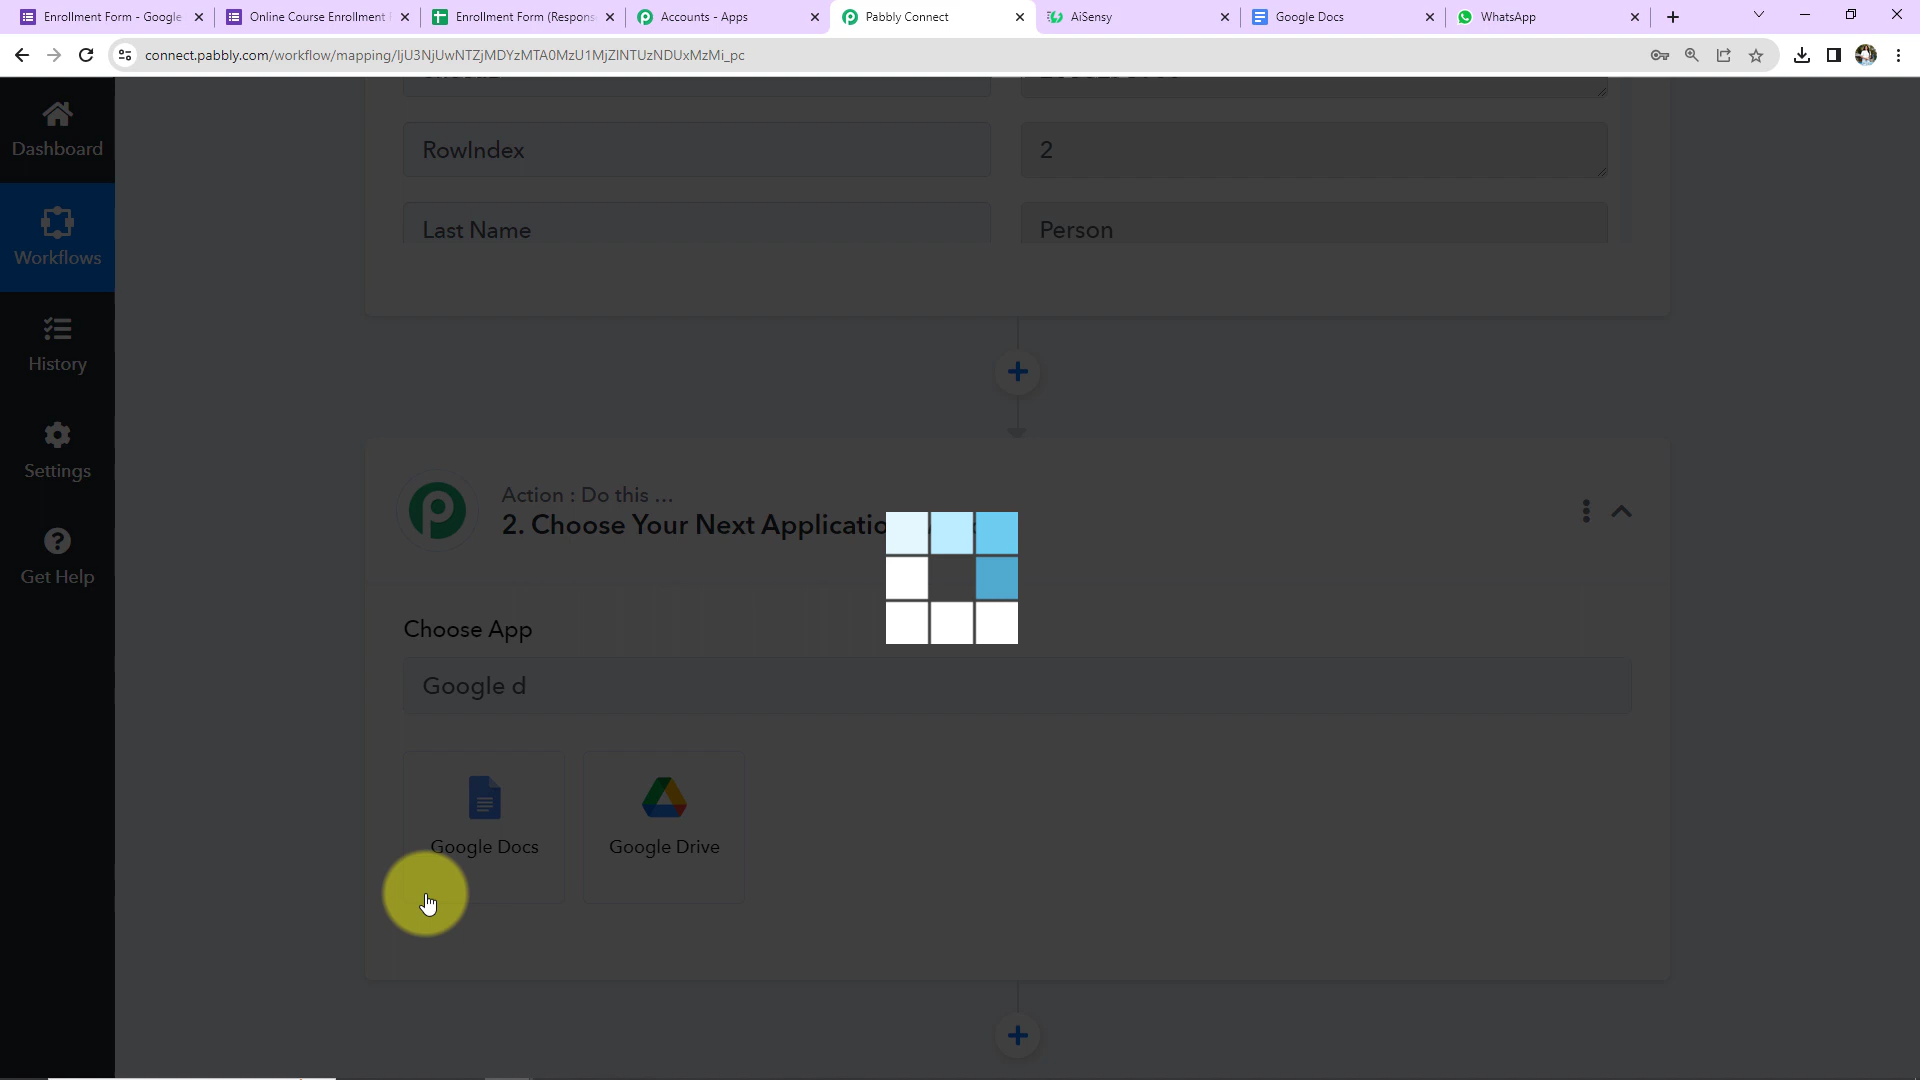 Enrollment Form - Google
Online Course Enrollment
Enrollment Form (Respons
Accounts - Apps
Pabbly Connect
AiSensy
Google Docs
WhatsApp
connect.pabbly.com/workflow/mapping/IjU3NjUwNTZjMDYzMTA0MzU1MjZlNTUzNDUxMzMi_pc
Dashboard
Workflows
History
Settings
Get Help
RowIndex
2
Last Name
Person
Action : Do this ...
2. Choose Your Next Applicatio
Choose App
Google d
Google Docs
Google Drive